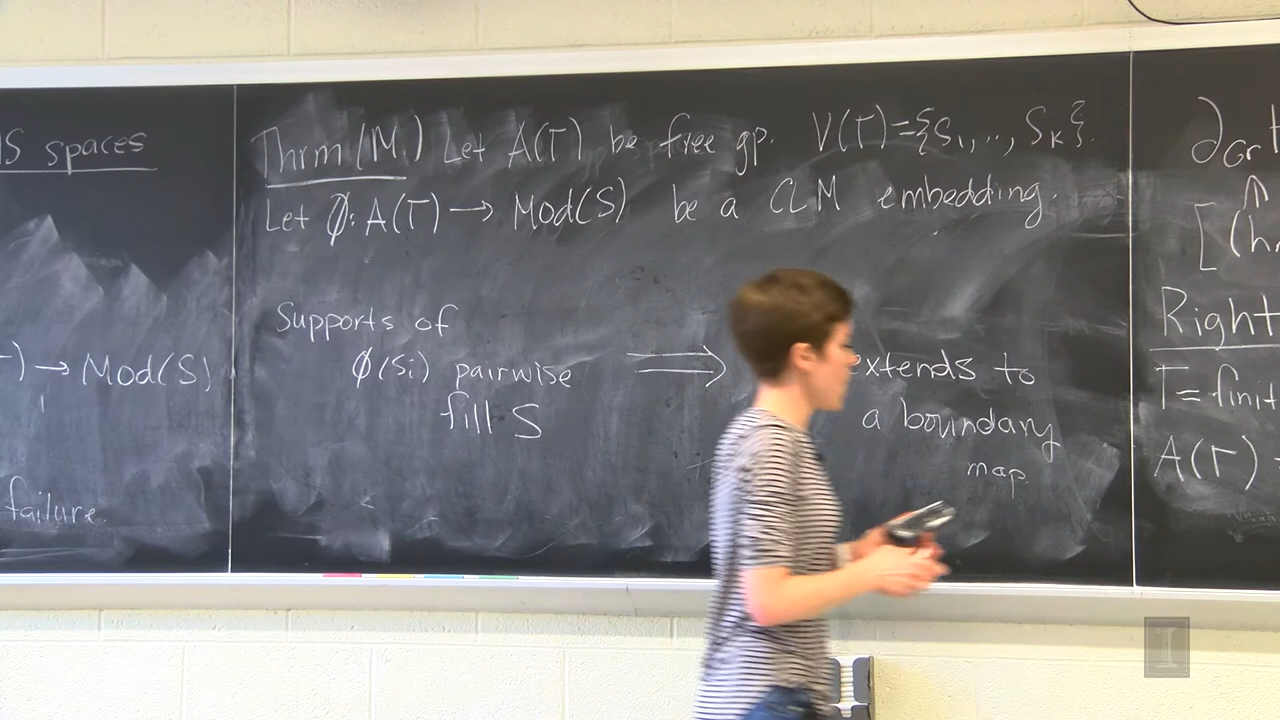 IS spaces
→ Mod(S)
failure.
Thrm (M.) Let A(Γ) be free gp. V(Γ)={S₁,.., Sₖ}.
Let ∅: A(Γ) → Mod(S) be a CLM embedding.
Supports of
∅(Si) pairwise
fill S
⟹
extends to
a boundary
map.
∂Gr
[(h
Right
Γ = finit
A(Γ)
I